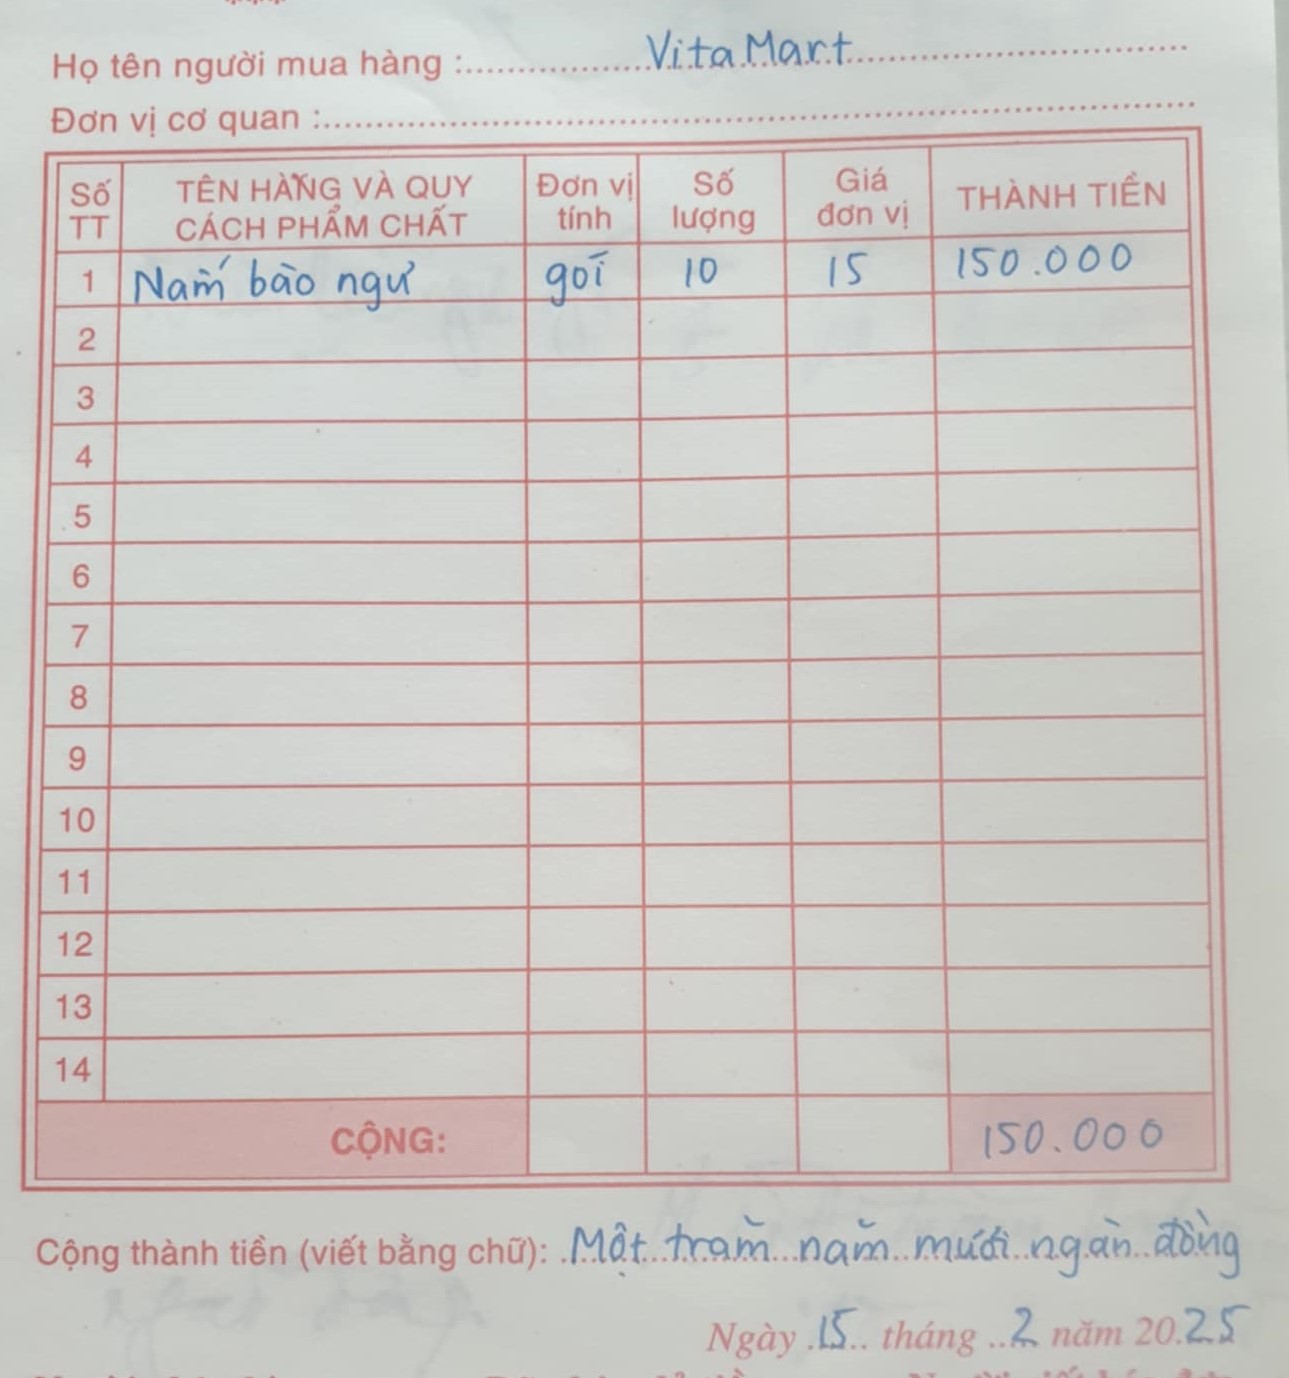 Họ tên người mua hàng : VitaMart
Đơn vị cơ quan :
Số TT TÊN HÀNG VÀ QUY CÁCH PHẨM CHẤT Đơn vị tính Số lượng Giá đơn vị THÀNH TIỀN
1 Nấm bào ngư gói 10 15 150.000
2
3
4
5
6
7
8
9
10
11
12
13
14
CỘNG: 150.000
Cộng thành tiền (viết bằng chữ): Một trăm năm mươi ngàn đồng
Ngày 15 tháng 2 năm 2025